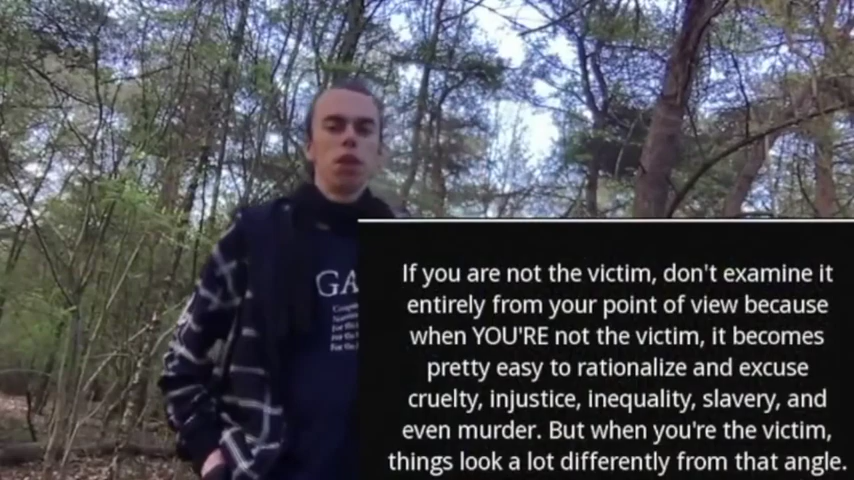 GA
If you are not the victim, don't examine it
entirely from your point of view because
when YOU'RE not the victim, it becomes
pretty easy to rationalize and excuse
cruelty, injustice, inequality, slavery, and
even murder. But when you're the victim,
things look a lot differently from that angle.